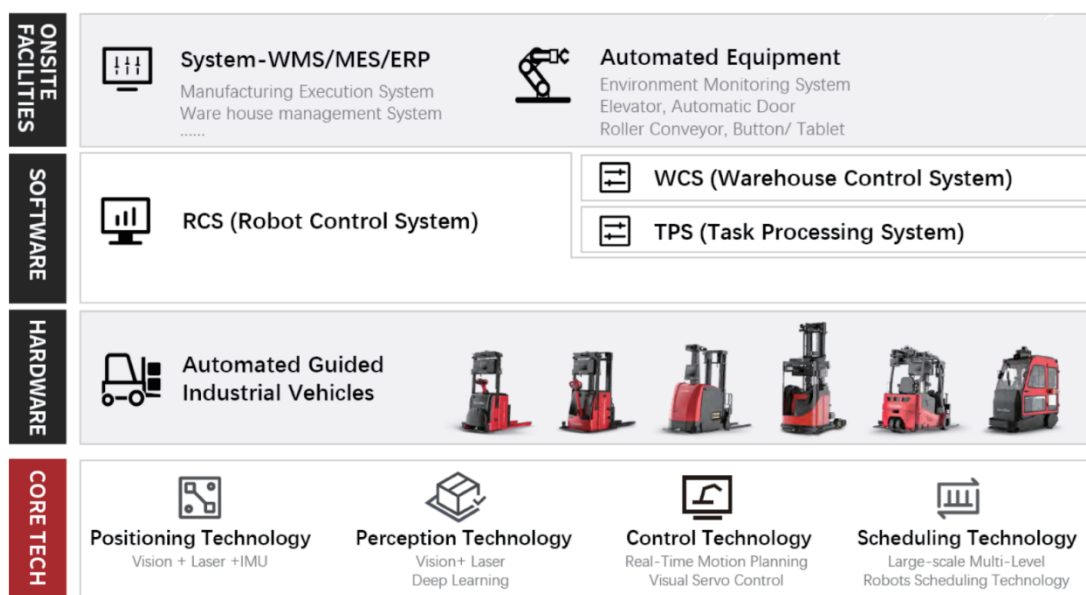 ONSITE
FACILITIES
System-WMS/MES/ERP
Manufacturing Execution System
Ware house management System
......
Automated Equipment
Environment Monitoring System
Elevator, Automatic Door
Roller Conveyor, Button/ Tablet
SOFTWARE
RCS (Robot Control System)
WCS (Warehouse Control System)
TPS (Task Processing System)
HARDWARE
Automated Guided
Industrial Vehicles
CORE TECH
Positioning Technology
Vision + Laser +IMU
Perception Technology
Vision+ Laser
Deep Learning
Control Technology
Real-Time Motion Planning
Visual Servo Control
Scheduling Technology
Large-scale Multi-Level
Robots Scheduling Technology